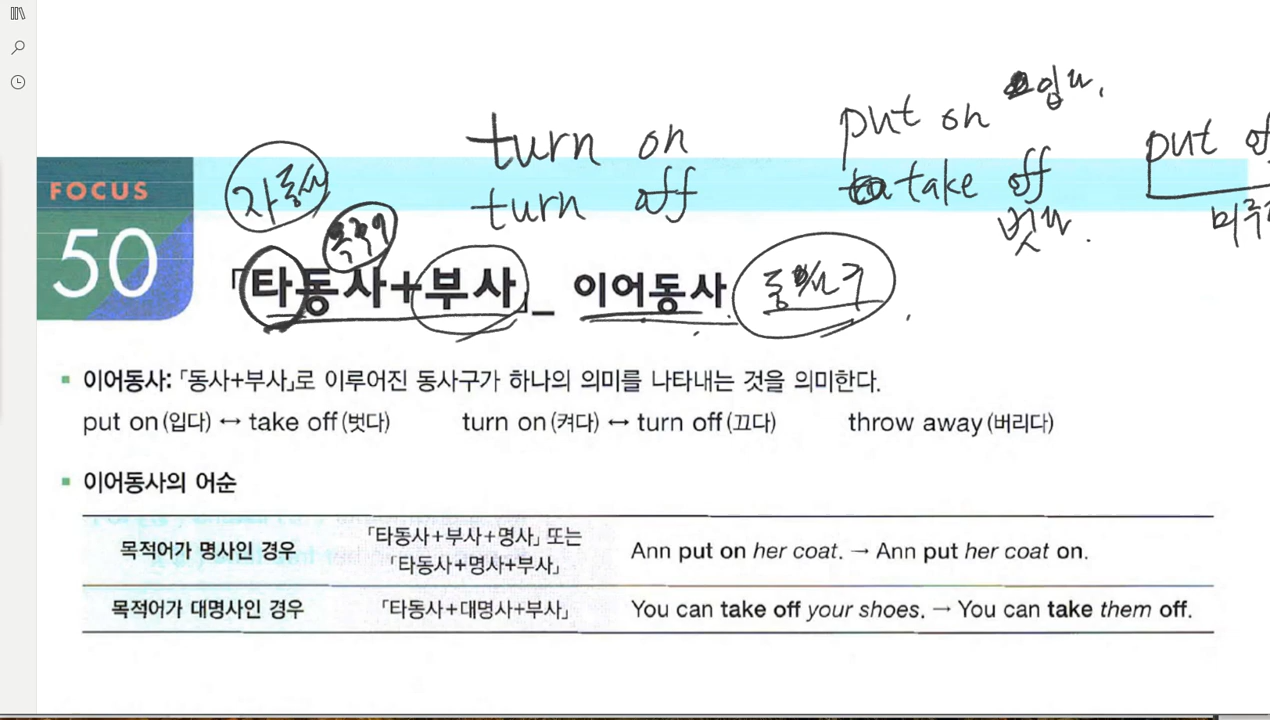 put on 입다.
turn on
put of
take off
turn off
자동사
FOCUS
벗다.
목적어
50
「타동사+부사」_ 이어동사 동사구
이어동사: 「동사+부사」로 이루어진 동사구가 하나의 의미를 나타내는 것을 의미한다.
put on(입다) ↔ take off(벗다) turn on(켜다) ↔ turn off(끄다) throw away(버리다)
이어동사의 어순
목적어가 명사인 경우
「타동사+부사+명사」 또는
「타동사+명사+부사」
Ann put on her coat. → Ann put her coat on.
목적어가 대명사인 경우
「타동사+대명사+부사」
You can take off your shoes. → You can take them off.